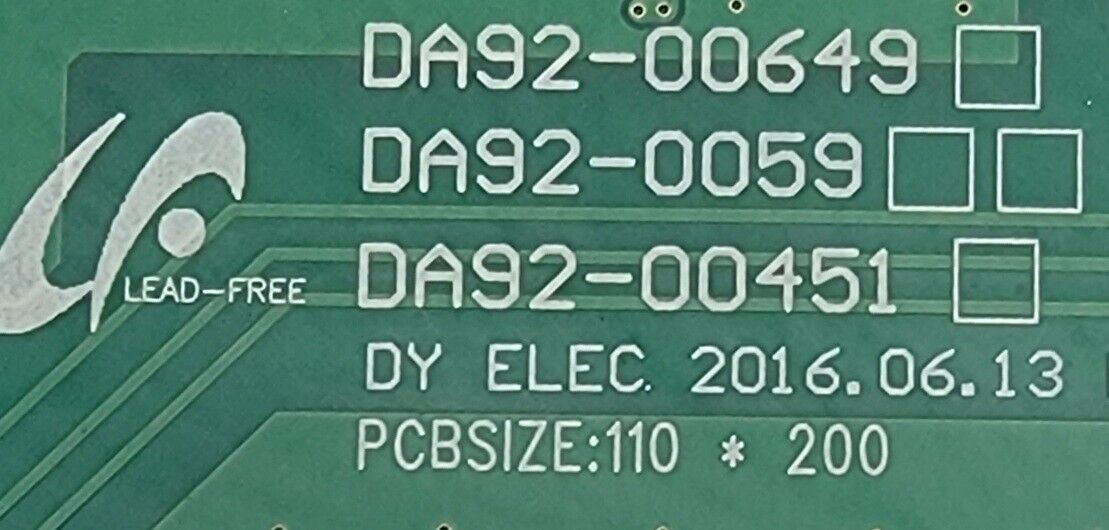 DA92-00649
DA92-0059
LEAD-FREE
DA92-00451
DY ELEC. 2016.06.13
PCBSIZE:110 * 200